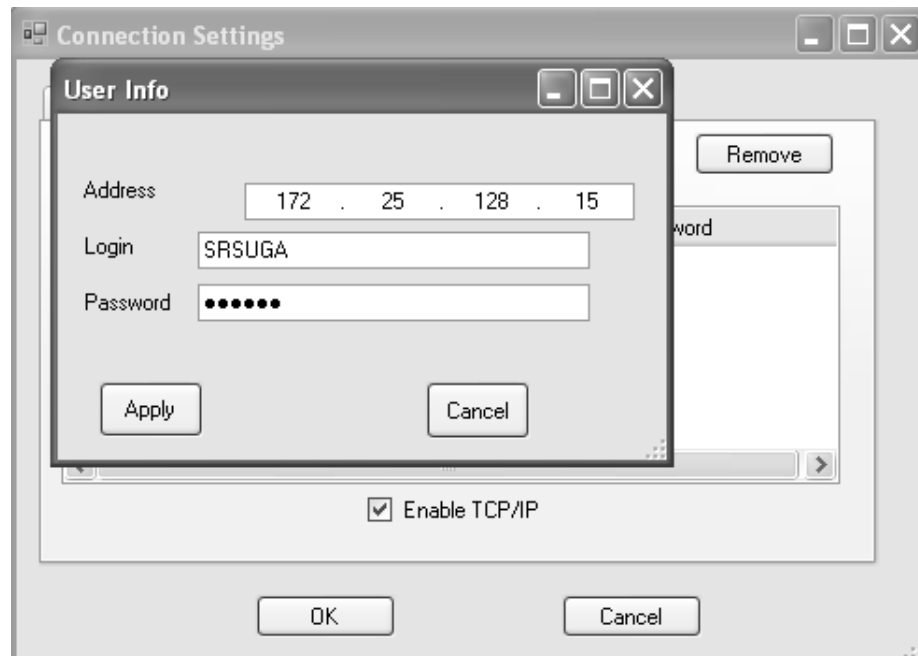 Connection Settings
User Info
Remove
Address 172 . 25 . 128 . 15
word
Login SRSUGA
Password ●●●●●●
Apply Cancel
Enable TCP/IP
OK Cancel